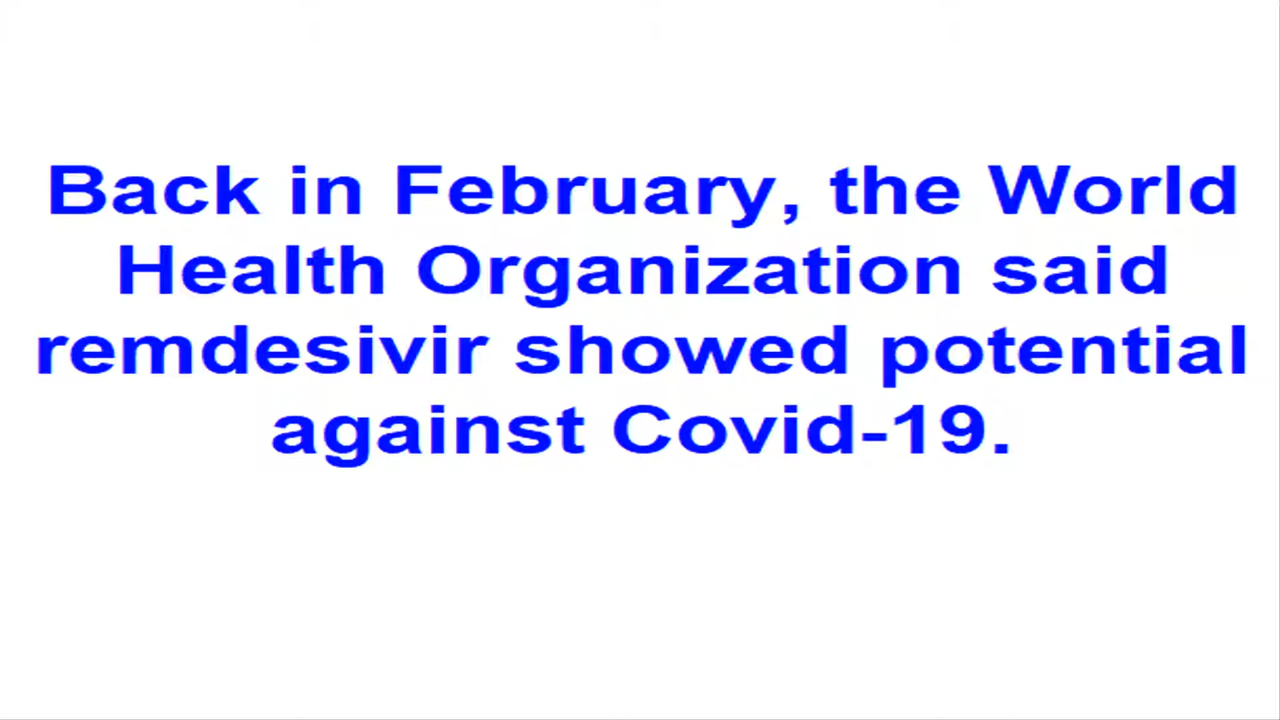 Back in February, the World
Health Organization said
remdesivir showed potential
against Covid-19.